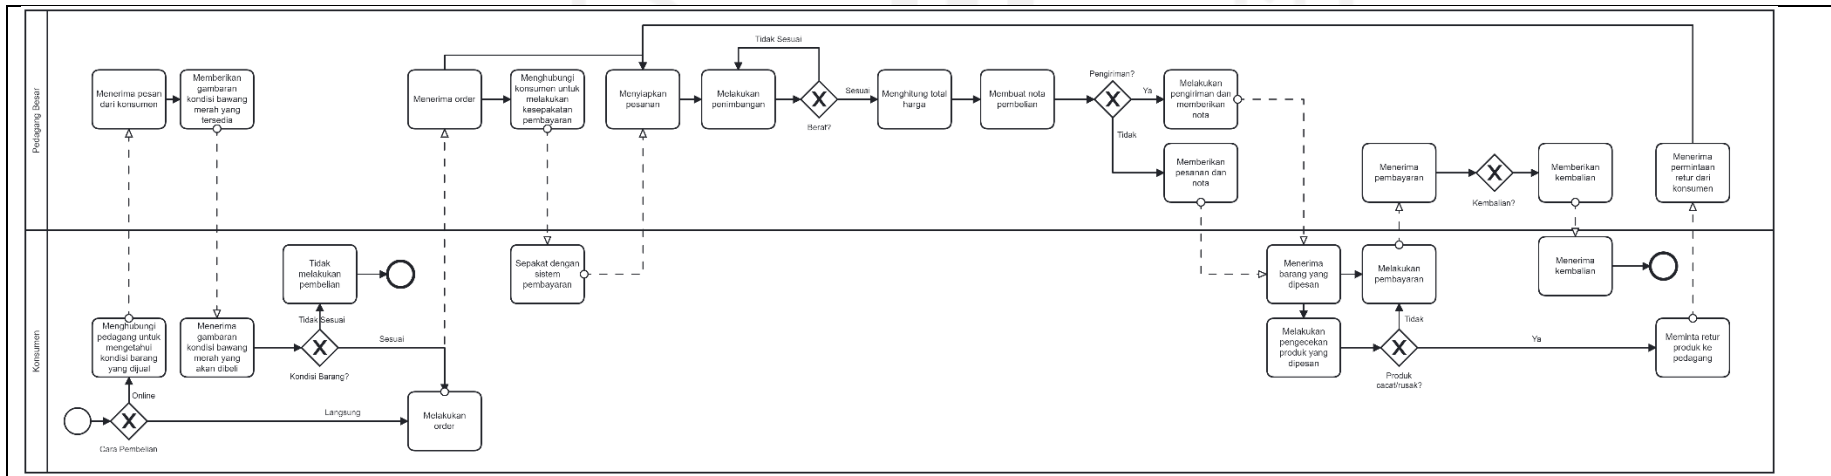 Pedagang Besar
Menerima pesan
dari konsumen
Memberikan
gambaran
kondisi bawang
merah yang
tersedia
Menerima order
Menghubungi
konsumen untuk
melakukan
kesepakatan
pembayaran
Menyiapkan
pesanan
Melakukan
penimbangan
Tidak Sesuai
Berat?
Sesuai
Menghitung total
harga
Membuat nota
pembelian
Pengiriman?
Ya
Tidak
Melakukan
pengiriman dan
memberikan
nota
Memberikan
pesanan dan
nota
Menerima
pembayaran
Kembalian?
Memberikan
kembalian
Menerima
permintaan
retur dari
konsumen
Konsumen
Cara Pembelian
Online
Langsung
Menghubungi
pedagang untuk
mengetahui
kondisi barang
yang dijual
Menerima
gambaran
kondisi bawang
merah yang
akan dibeli
Kondisi Barang?
Tidak Sesuai
Sesuai
Tidak
melakukan
pembelian
Melakukan
order
Sepakat dengan
sistem
pembayaran
Menerima
barang yang
dipesan
Melakukan
pembayaran
Melakukan
pengecekan
produk yang
dipesan
Produk
cacat/rusak?
Tidak
Ya
Menerima
kembalian
Meminta retur
produk ke
pedagang